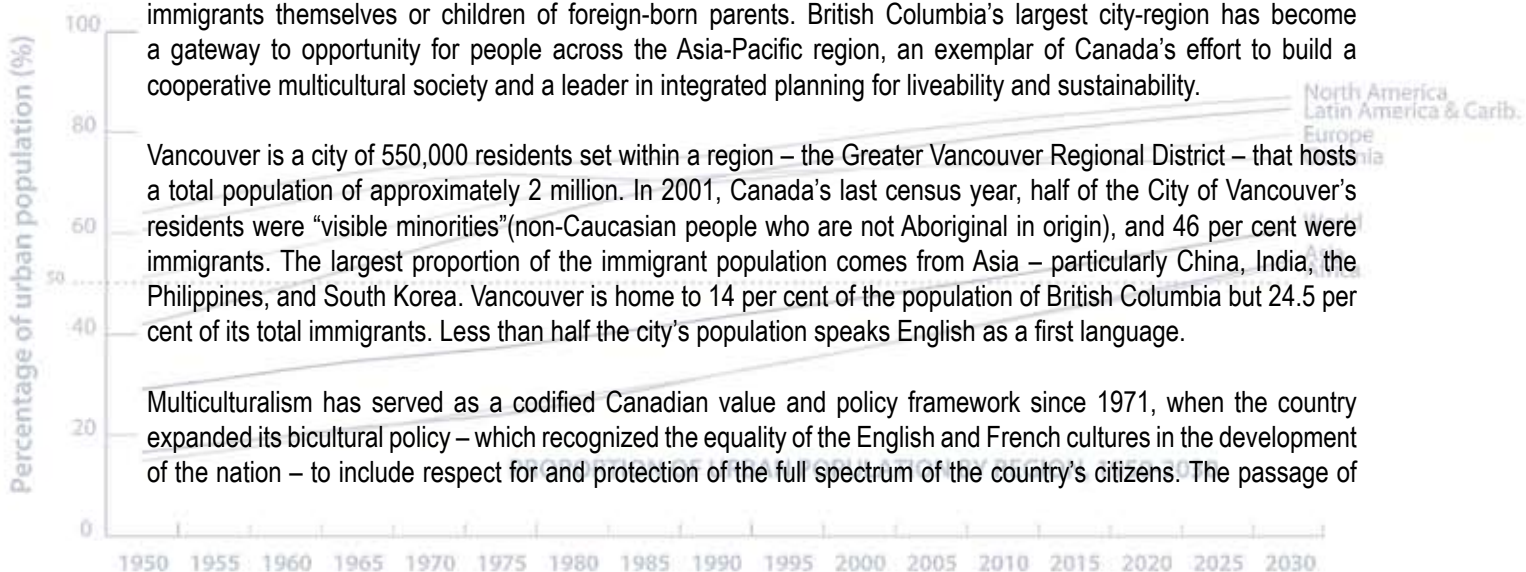 immigrants themselves or children of foreign-born parents. British Columbia’s largest city-region has become
a gateway to opportunity for people across the Asia-Pacific region, an exemplar of Canada’s effort to build a
cooperative multicultural society and a leader in integrated planning for liveability and sustainability.
Vancouver is a city of 550,000 residents set within a region – the Greater Vancouver Regional District – that hosts
a total population of approximately 2 million. In 2001, Canada’s last census year, half of the City of Vancouver’s
residents were “visible minorities”(non-Caucasian people who are not Aboriginal in origin), and 46 per cent were
immigrants. The largest proportion of the immigrant population comes from Asia – particularly China, India, the
Philippines, and South Korea. Vancouver is home to 14 per cent of the population of British Columbia but 24.5 per
cent of its total immigrants. Less than half the city’s population speaks English as a first language.
Multiculturalism has served as a codified Canadian value and policy framework since 1971, when the country
expanded its bicultural policy – which recognized the equality of the English and French cultures in the development
of the nation – to include respect for and protection of the full spectrum of the country’s citizens. The passage of
Percentage of urban population (%)
100
80
60
50
40
20
0
North America
Latin America & Carib.
Europe
World
Asia
Africa
PROPORTION OF URBAN POPULATION BY REGION, 1950-2030
1950 1955 1960 1965 1970 1975 1980 1985 1990 1995 2000 2005 2010 2015 2020 2025 2030